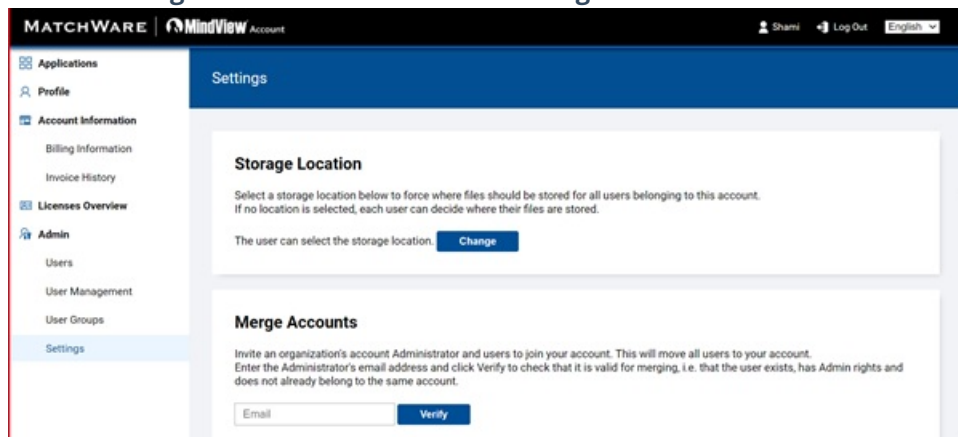 MATCHWARE MindView Account
Shami Log Out English
Applications
Profile
Account Information
Billing Information
Invoice History
Licenses Overview
Admin
Users
User Management
User Groups
Settings
Settings
Storage Location
Select a storage location below to force where files should be stored for all users belonging to this account.
If no location is selected, each user can decide where their files are stored.
The user can select the storage location. Change
Merge Accounts
Invite an organization's account Administrator and users to join your account. This will move all users to your account.
Enter the Administrator's email address and click Verify to check that it is valid for merging, i.e. that the user exists, has Admin rights and
does not already belong to the same account.
Email Verify